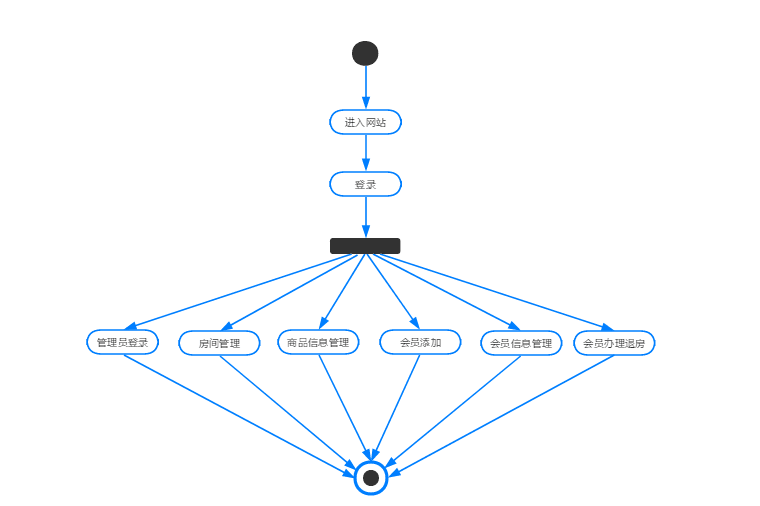 进入网站
登录
管理员登录
房间管理
商品信息管理
会员添加
会员信息管理
会员办理退房